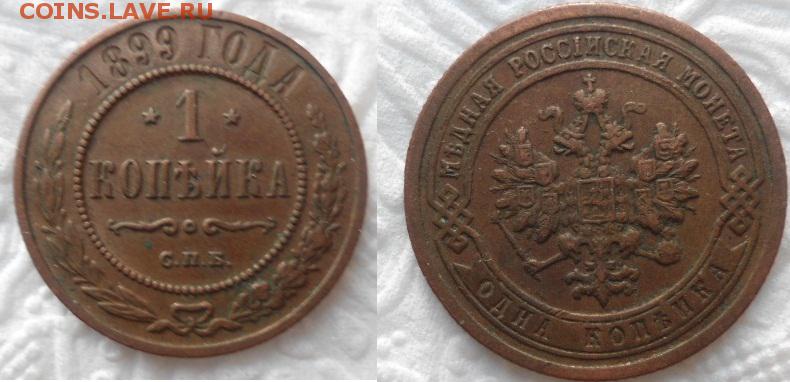 COINS.LAVE.RU
1899 ГОДА
1
КОПѢЙКА
С.П.Б.
МѢДНАЯ РОССІЙСКАЯ МОНЕТА
ОДНА КОПѢЙКА